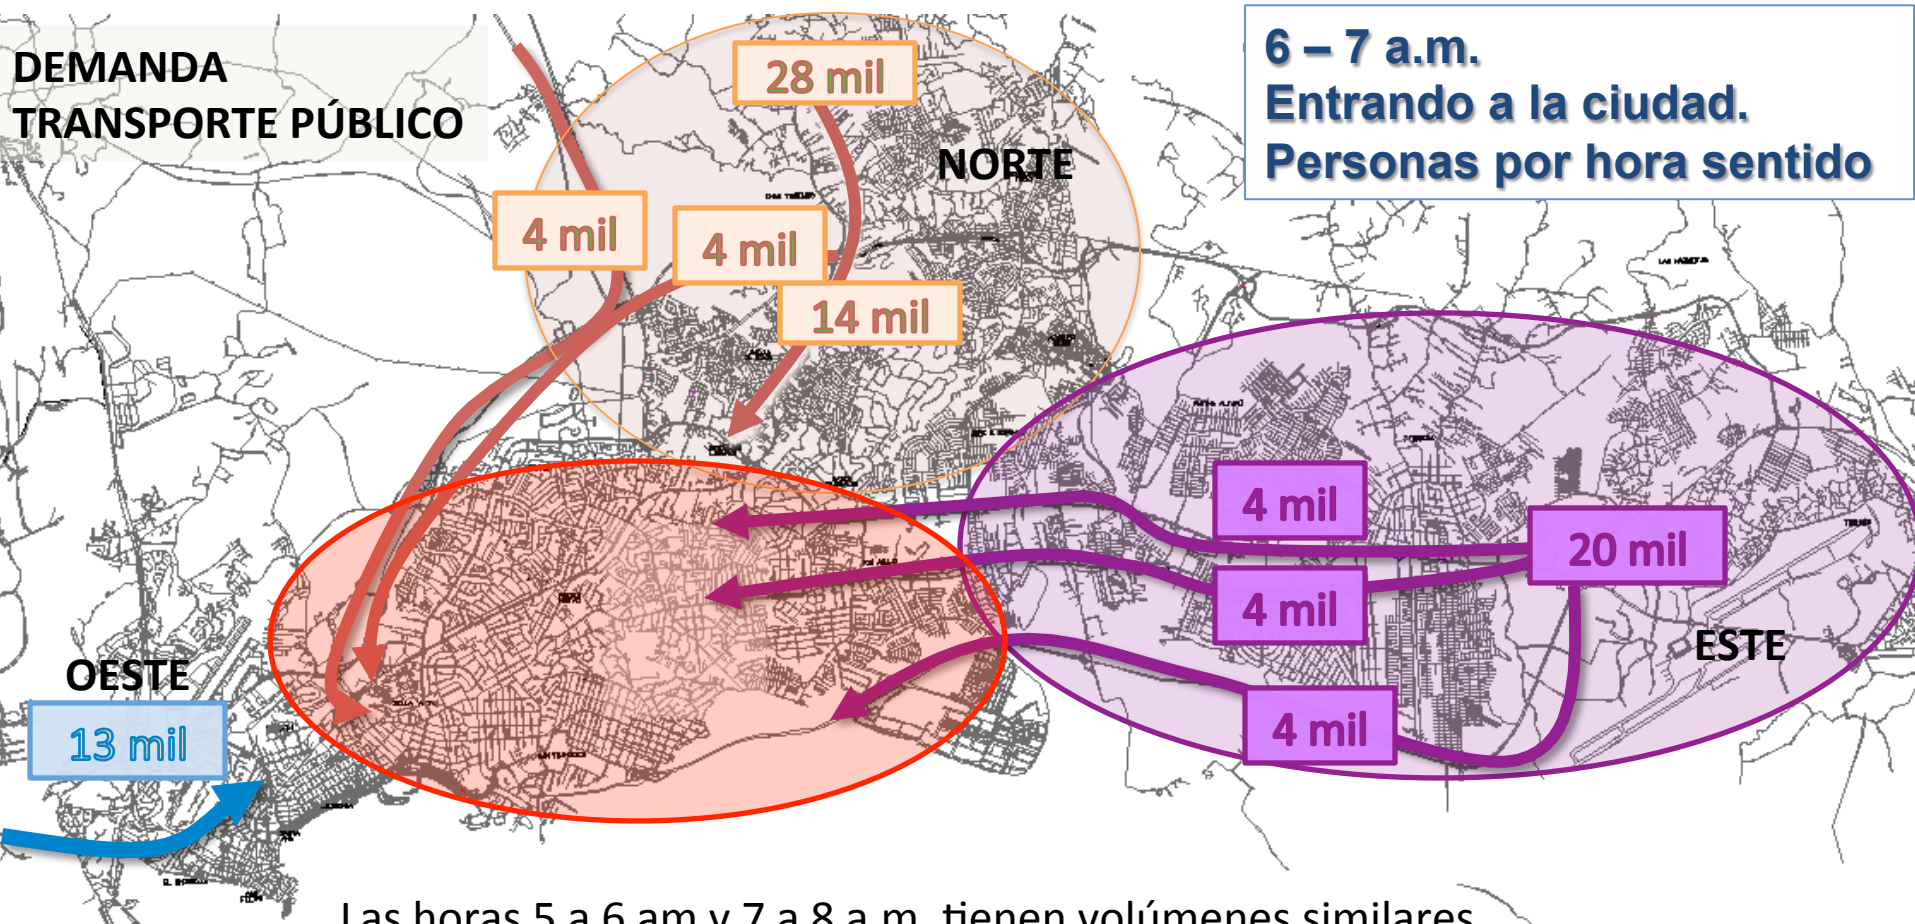 DEMANDA
TRANSPORTE PÚBLICO
6 – 7 a.m.
Entrando a la ciudad.
Personas por hora sentido
28 mil
NORTE
4 mil
4 mil
14 mil
4 mil
20 mil
4 mil
ESTE
OESTE
4 mil
13 mil
Las horas 5 a 6 am y 7 a 8 a.m. tienen volúmenes similares